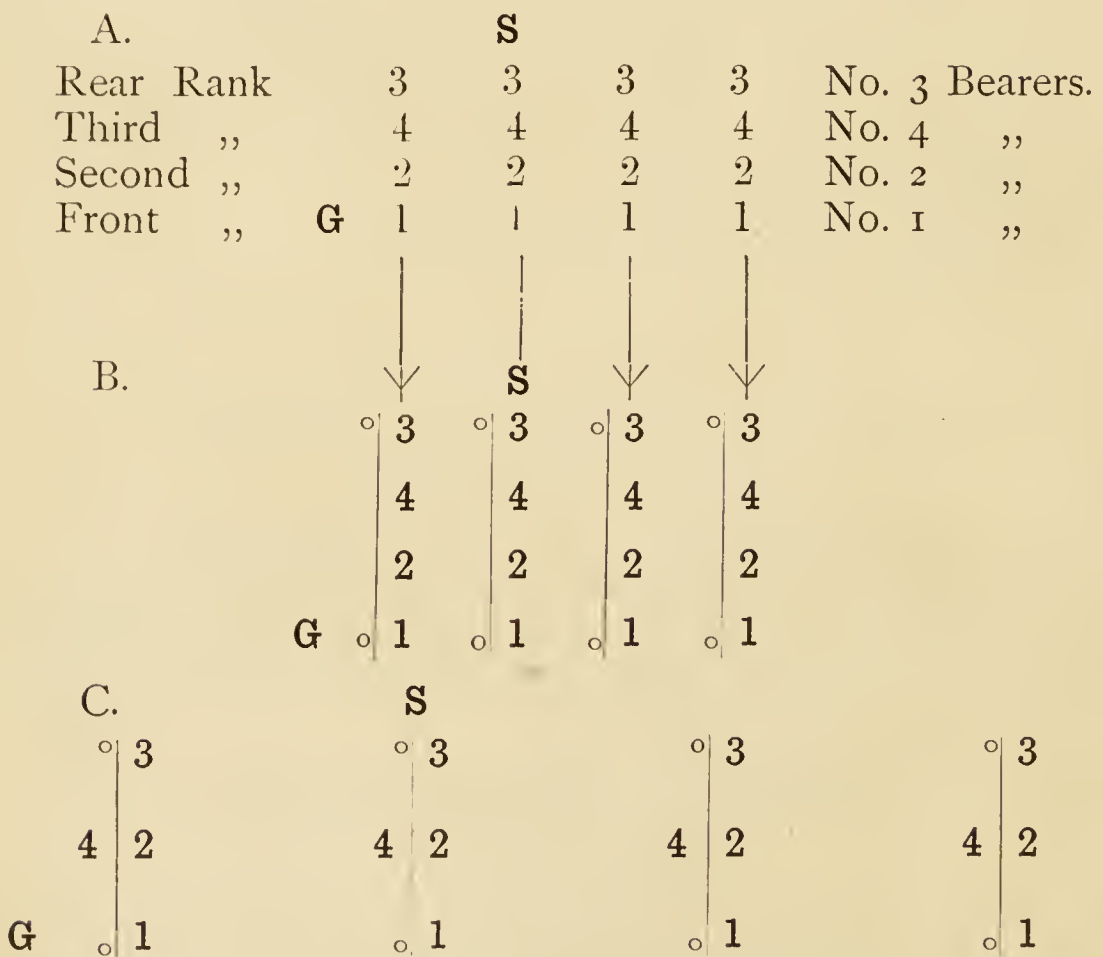 A. S
Rear Rank 3 3 3 3 No. 3 Bearers.
Third ,, 4 4 4 4 No. 4 ,,
Second ,, 2 2 2 2 No. 2 ,,
Front ,, G 1 1 1 1 No. 1 ,,
B. S
3 3 3 3
4 4 4 4
2 2 2 2
G 1 1 1 1
C. S
3 3 3 3
4 2 4 2 4 2 4 2
G 1 1 1 1